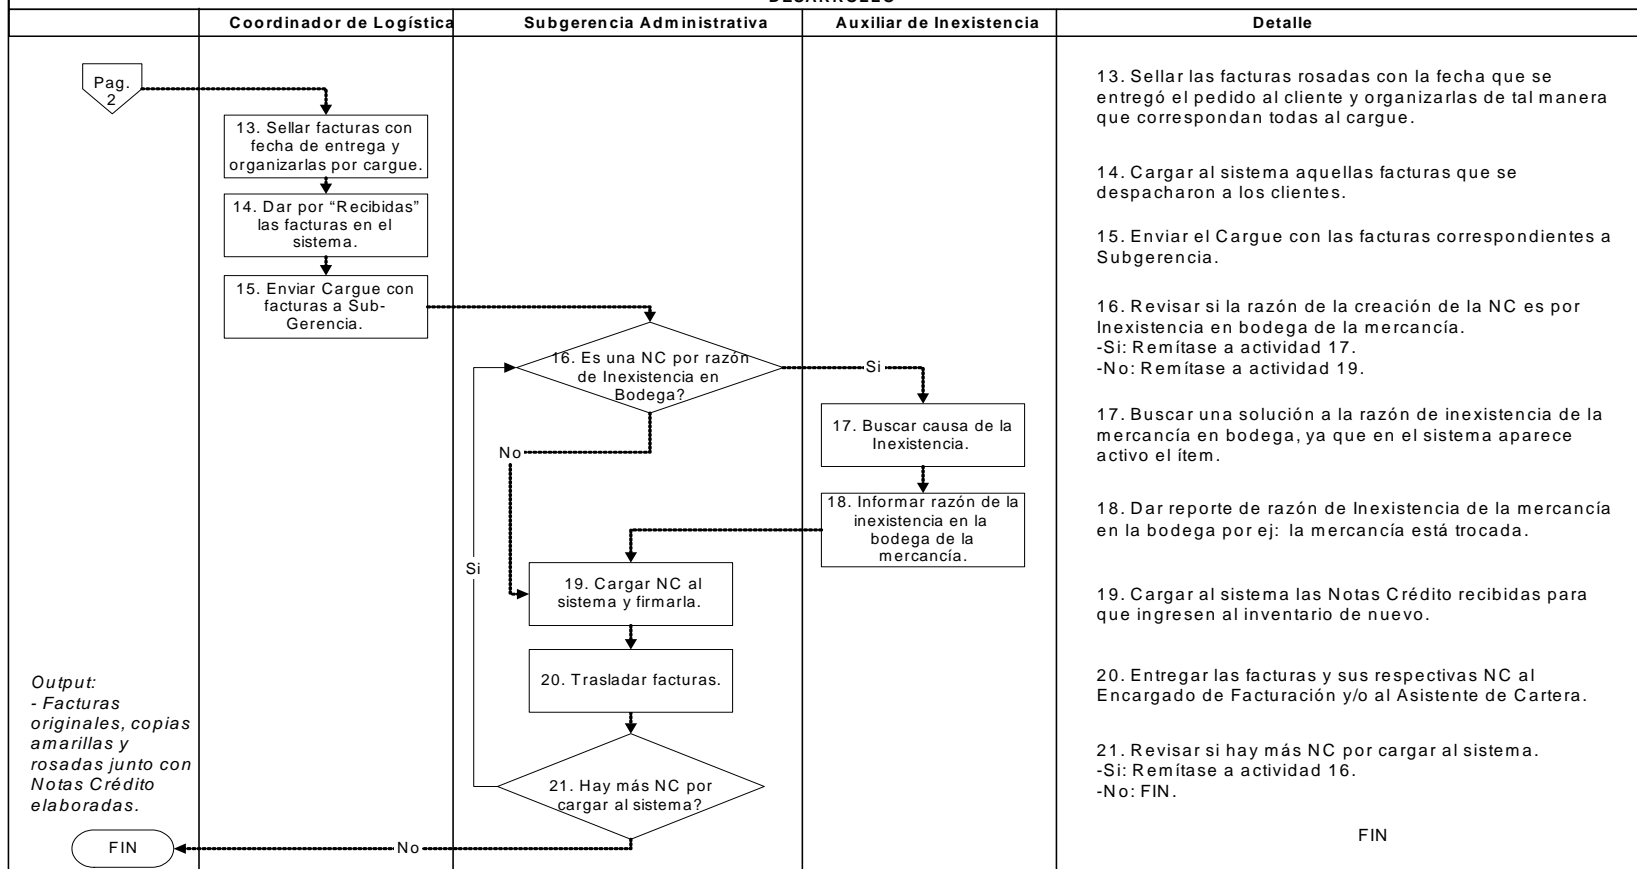 DESARROLLO
Coordinador de Logística
Subgerencia Administrativa
Auxiliar de Inexistencia
Detalle
Pag.
2
13. Sellar facturas con
fecha de entrega y
organizarlas por cargue.
14. Dar por “Recibidas”
las facturas en el
sistema.
15. Enviar Cargue con
facturas a Sub-
Gerencia.
16. Es una NC por razón
de Inexistencia en
Bodega?
Si
No
17. Buscar causa de la
Inexistencia.
18. Informar razón de la
inexistencia en la
bodega de la
mercancía.
Si
19. Cargar NC al
sistema y firmarla.
20. Trasladar facturas.
21. Hay más NC por
cargar al sistema?
No
Output:
- Facturas
originales, copias
amarillas y
rosadas junto con
Notas Crédito
elaboradas.
FIN
13. Sellar las facturas rosadas con la fecha que se
entregó el pedido al cliente y organizarlas de tal manera
que correspondan todas al cargue.
14. Cargar al sistema aquellas facturas que se
despacharon a los clientes.
15. Enviar el Cargue con las facturas correspondientes a
Subgerencia.
16. Revisar si la razón de la creación de la NC es por
Inexistencia en bodega de la mercancía.
-Si: Remítase a actividad 17.
-No: Remítase a actividad 19.
17. Buscar una solución a la razón de inexistencia de la
mercancía en bodega, ya que en el sistema aparece
activo el ítem.
18. Dar reporte de razón de Inexistencia de la mercancía
en la bodega por ej: la mercancía está trocada.
19. Cargar al sistema las Notas Crédito recibidas para
que ingresen al inventario de nuevo.
20. Entregar las facturas y sus respectivas NC al
Encargado de Facturación y/o al Asistente de Cartera.
21. Revisar si hay más NC por cargar al sistema.
-Si: Remítase a actividad 16.
-No: FIN.
FIN